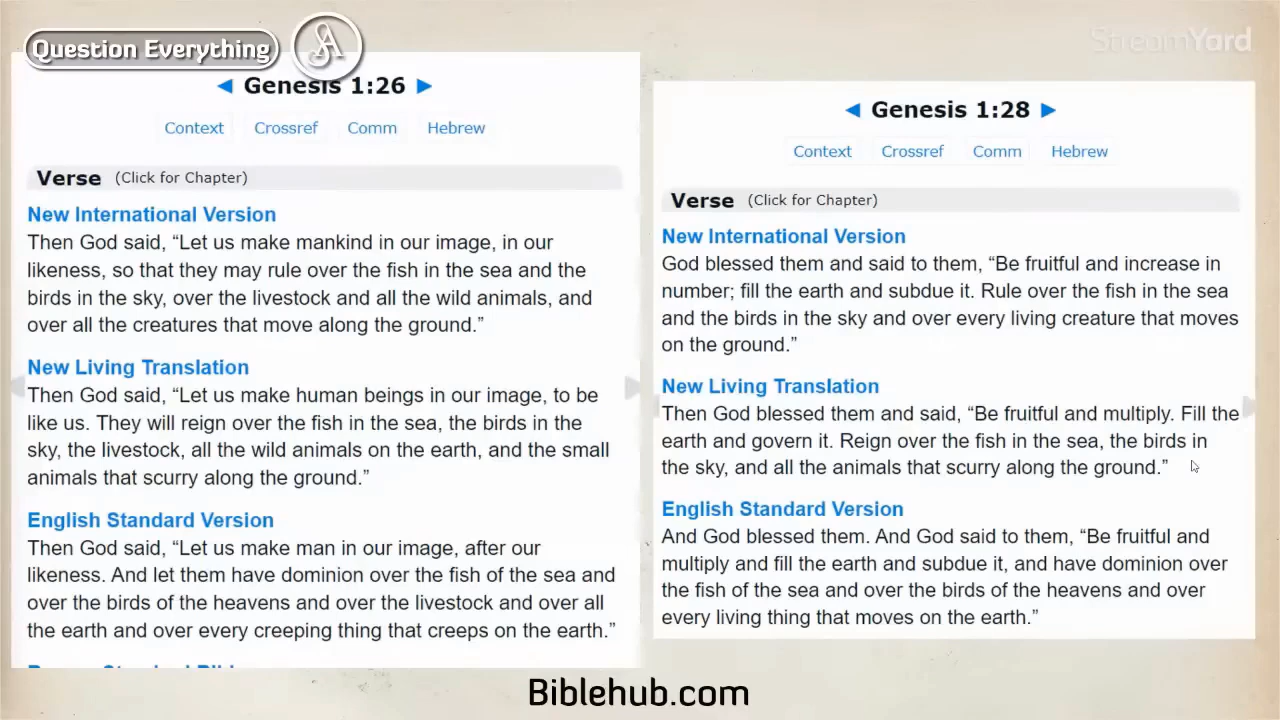 Question Everything
A
StreamYard
◄ Genesis 1:26 ►
Context Crossref Comm Hebrew
Verse (Click for Chapter)
New International Version
Then God said, “Let us make mankind in our image, in our
likeness, so that they may rule over the fish in the sea and the
birds in the sky, over the livestock and all the wild animals, and
over all the creatures that move along the ground.”
New Living Translation
Then God said, “Let us make human beings in our image, to be
like us. They will reign over the fish in the sea, the birds in the
sky, the livestock, all the wild animals on the earth, and the small
animals that scurry along the ground.”
English Standard Version
Then God said, “Let us make man in our image, after our
likeness. And let them have dominion over the fish of the sea and
over the birds of the heavens and over the livestock and over all
the earth and over every creeping thing that creeps on the earth.”
◄ Genesis 1:28 ►
Context Crossref Comm Hebrew
Verse (Click for Chapter)
New International Version
God blessed them and said to them, “Be fruitful and increase in
number; fill the earth and subdue it. Rule over the fish in the sea
and the birds in the sky and over every living creature that moves
on the ground.”
New Living Translation
Then God blessed them and said, “Be fruitful and multiply. Fill the
earth and govern it. Reign over the fish in the sea, the birds in
the sky, and all the animals that scurry along the ground.”
English Standard Version
And God blessed them. And God said to them, “Be fruitful and
multiply and fill the earth and subdue it, and have dominion over
the fish of the sea and over the birds of the heavens and over
every living thing that moves on the earth.”
Biblehub.com